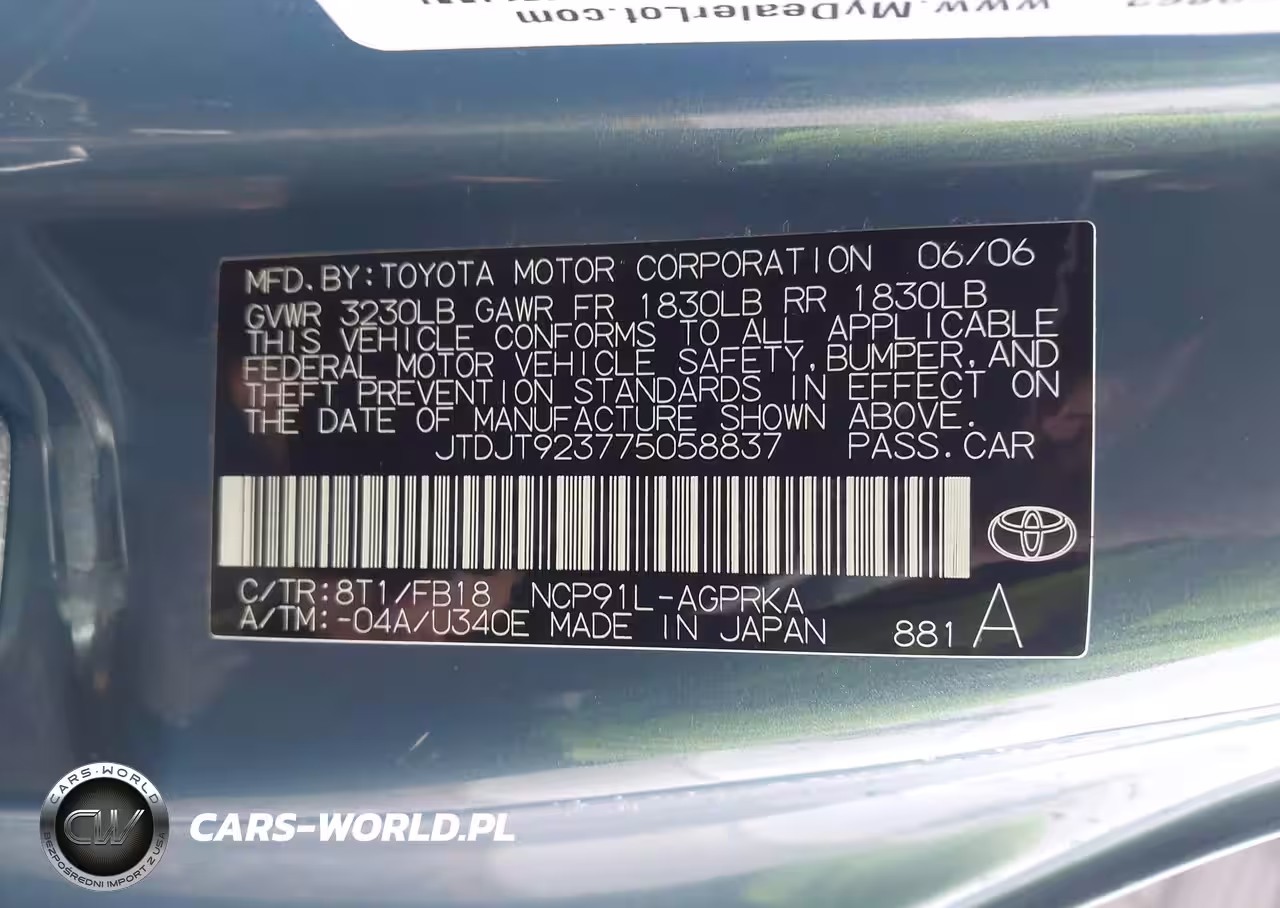 www.MyDealerLot.com
MFD. BY: TOYOTA MOTOR CORPORATION 06/06
GVWR 3230LB GAWR FR 1830LB RR 1830LB
THIS VEHICLE CONFORMS TO ALL APPLICABLE
FEDERAL MOTOR VEHICLE SAFETY, BUMPER, AND
THEFT PREVENTION STANDARDS IN EFFECT ON
THE DATE OF MANUFACTURE SHOWN ABOVE.
JTDJT923775058837 PASS. CAR
C/TR: 8T1/FB18 NCP91L-AGPRKA
A/TM: -04A/U340E MADE IN JAPAN 881 A
CARS-WORLD
CW
BEZPOŚREDNI IMPORT Z USA
CARS-WORLD.PL